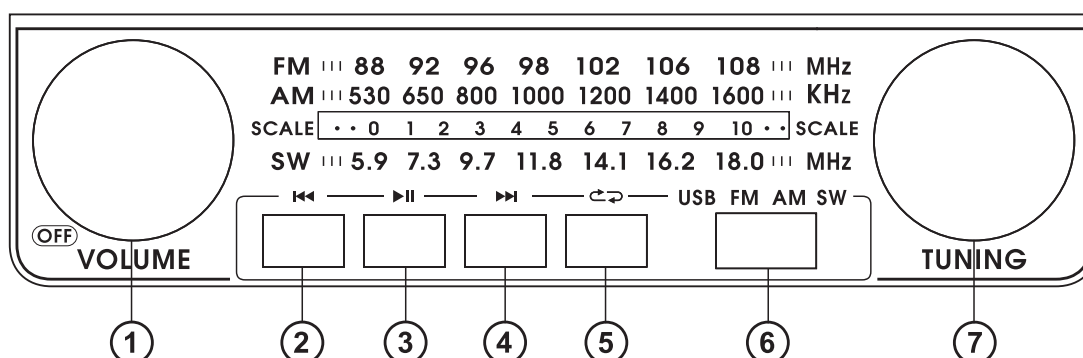 FM 88 92 96 98 102 106 108 MHz
AM 530 650 800 1000 1200 1400 1600 KHz
SCALE 0 1 2 3 4 5 6 7 8 9 10 SCALE
SW 5.9 7.3 9.7 11.8 14.1 16.2 18.0 MHz
USB FM AM SW
OFF
VOLUME TUNING
1 2 3 4 5 6 7